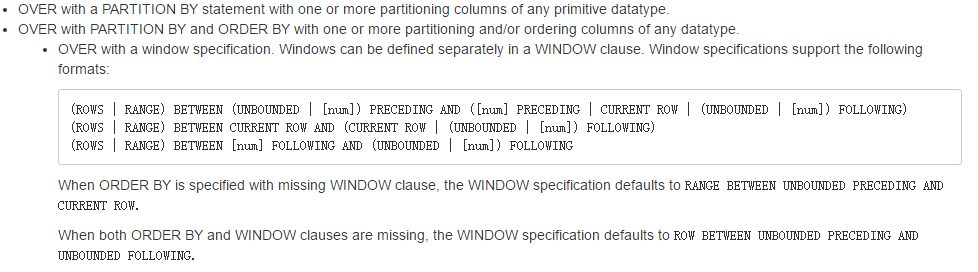 OVER with a PARTITION BY statement with one or more partitioning columns of any primitive datatype.
OVER with PARTITION BY and ORDER BY with one or more partitioning and/or ordering columns of any datatype.
OVER with a window specification. Windows can be defined separately in a WINDOW clause. Window specifications support the following
formats:
(ROWS | RANGE) BETWEEN (UNBOUNDED | [num]) PRECEDING AND ([num] PRECEDING | CURRENT ROW | (UNBOUNDED | [num]) FOLLOWING)
(ROWS | RANGE) BETWEEN CURRENT ROW AND (CURRENT ROW | (UNBOUNDED | [num]) FOLLOWING)
(ROWS | RANGE) BETWEEN [num] FOLLOWING AND (UNBOUNDED | [num]) FOLLOWING
When ORDER BY is specified with missing WINDOW clause, the WINDOW specification defaults to RANGE BETWEEN UNBOUNDED PRECEDING AND
CURRENT ROW.
When both ORDER BY and WINDOW clauses are missing, the WINDOW specification defaults to ROW BETWEEN UNBOUNDED PRECEDING AND
UNBOUNDED FOLLOWING.